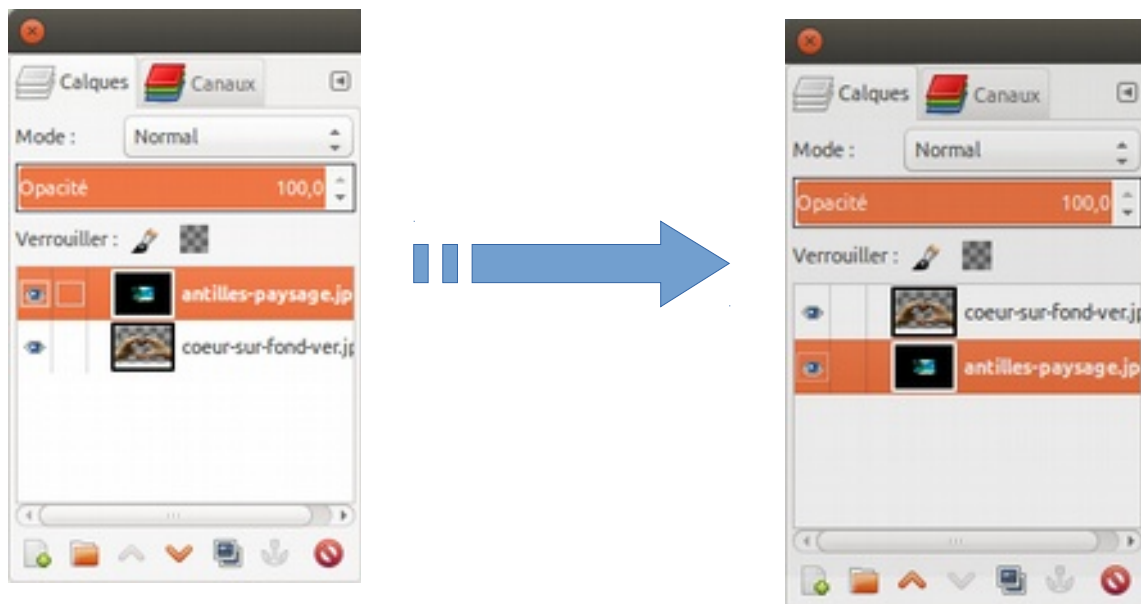 Calques Canaux
Mode : Normal
Opacité 100,0
Verrouiller :
antilles-paysage.jp
coeur-sur-fond-ver.jp
Calques Canaux
Mode : Normal
Opacité 100,0
Verrouiller :
coeur-sur-fond-ver.jp
antilles-paysage.jp